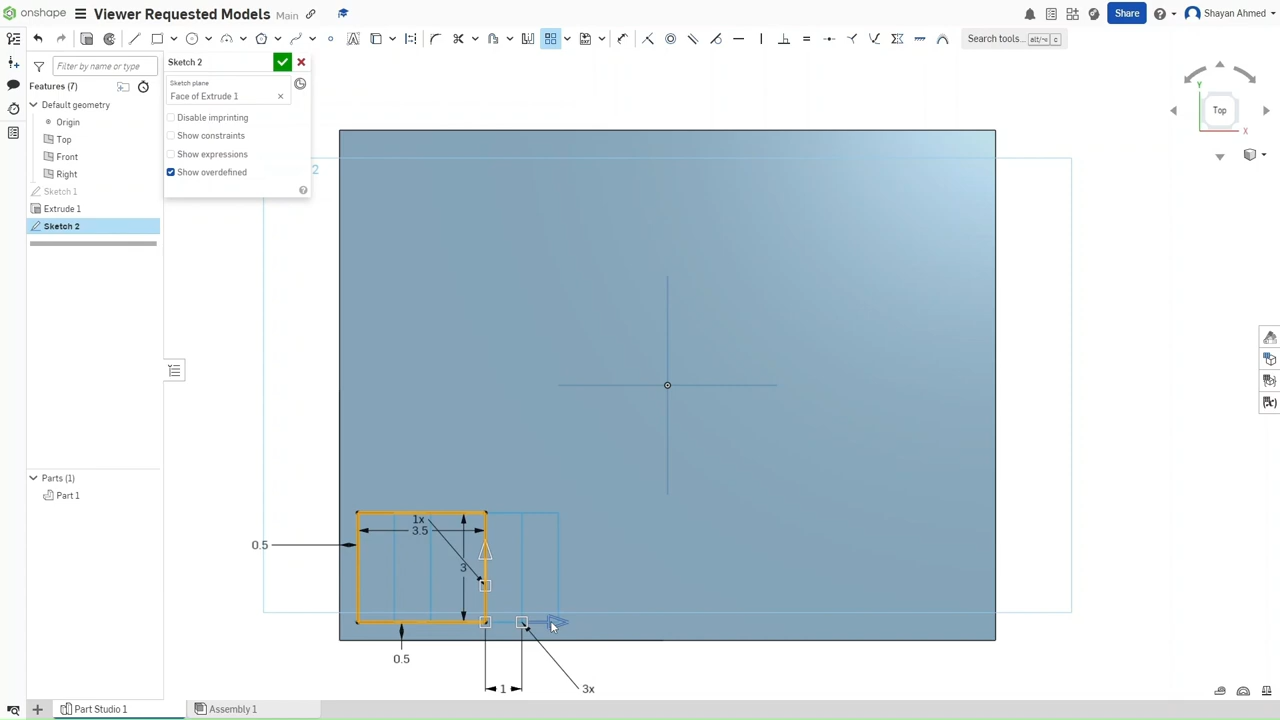 onshape Viewer Requested Models Main Share Shayan Ahmed
Search tools... alt/⌥ c
Filter by name or type
Features (7)
Default geometry
Origin
Top
Front
Right
Sketch 1
Extrude 1
Sketch 2
Sketch 2
Sketch plane
Face of Extrude 1
Disable imprinting
Show constraints
Show expressions
Show overdefined
2
Y
Top
X
1x
3.5
0.5
3
0.5
1
3x
Parts (1)
Part 1
Part Studio 1
Assembly 1